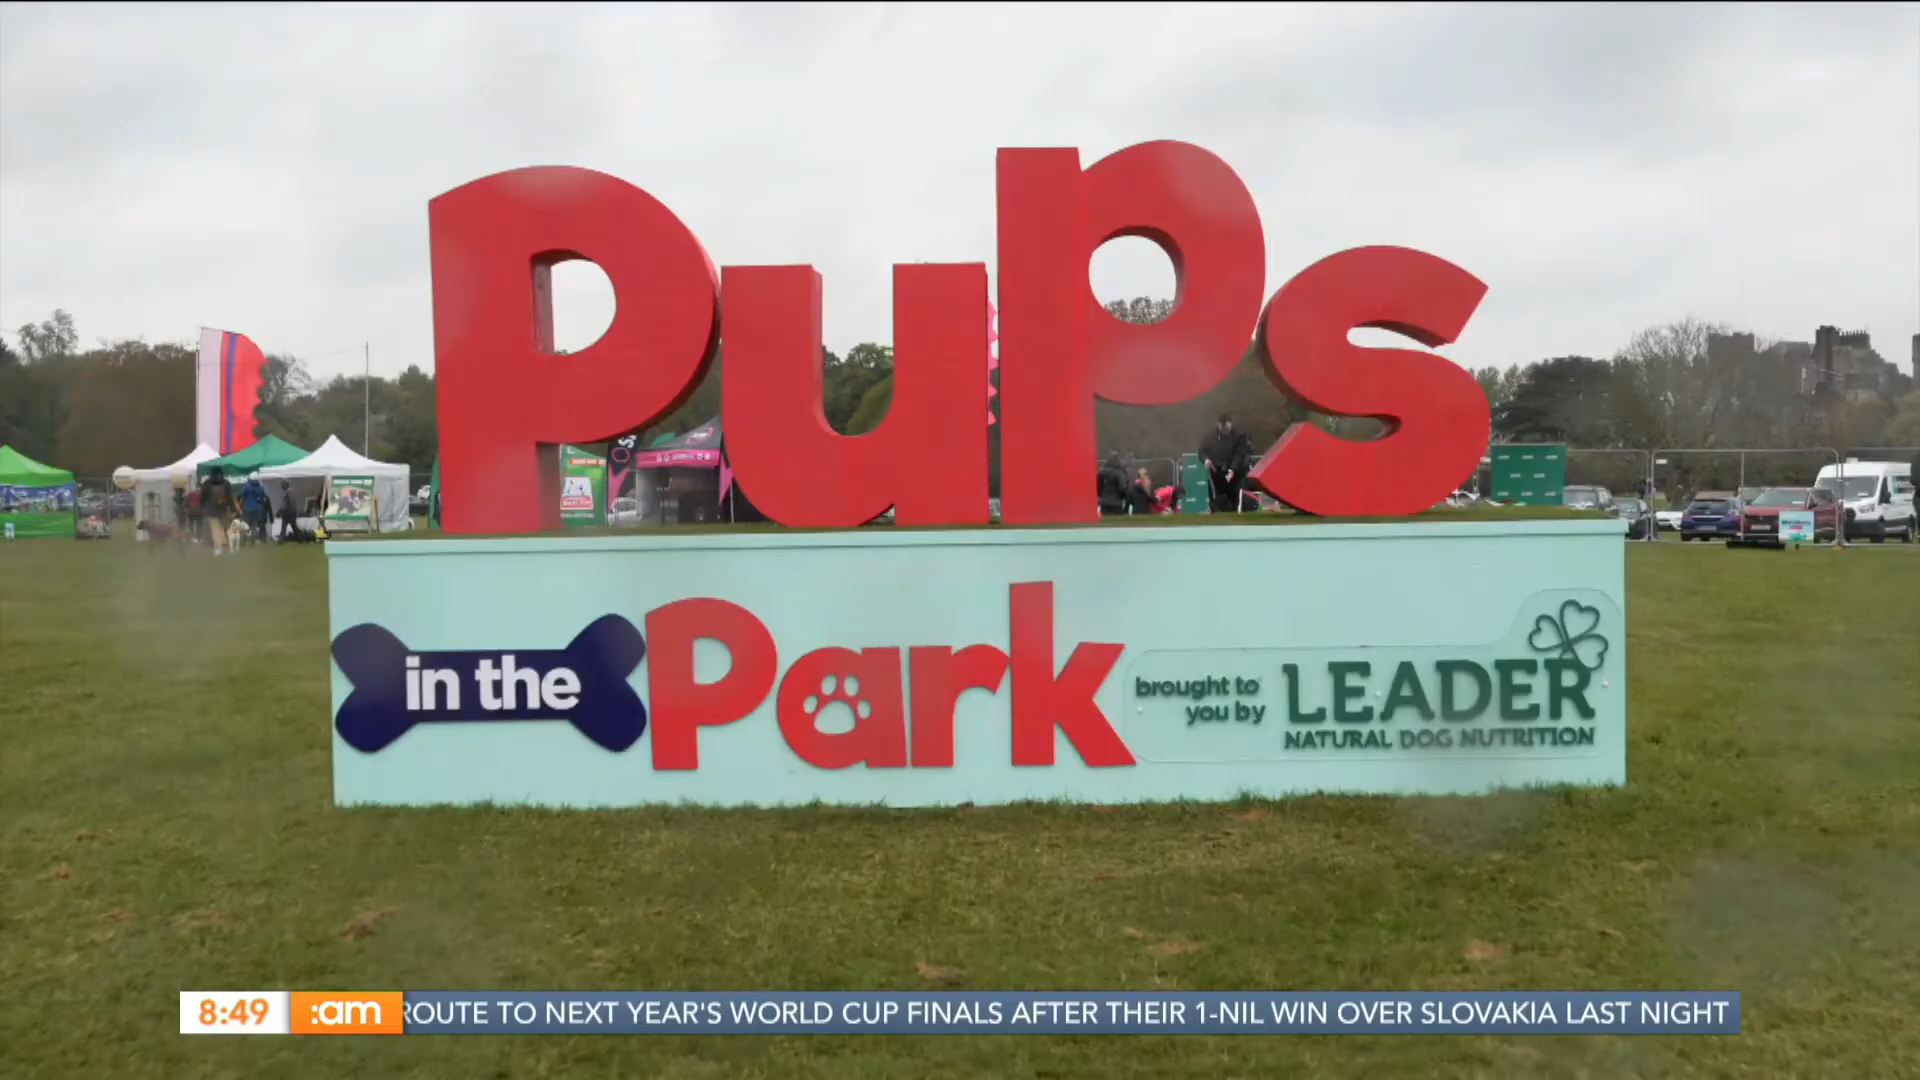 Pups
in the Park
brought to you by
LEADER
NATURAL DOG NUTRITION
8:49 :am ROUTE TO NEXT YEAR'S WORLD CUP FINALS AFTER THEIR 1-NIL WIN OVER SLOVAKIA LAST NIGHT